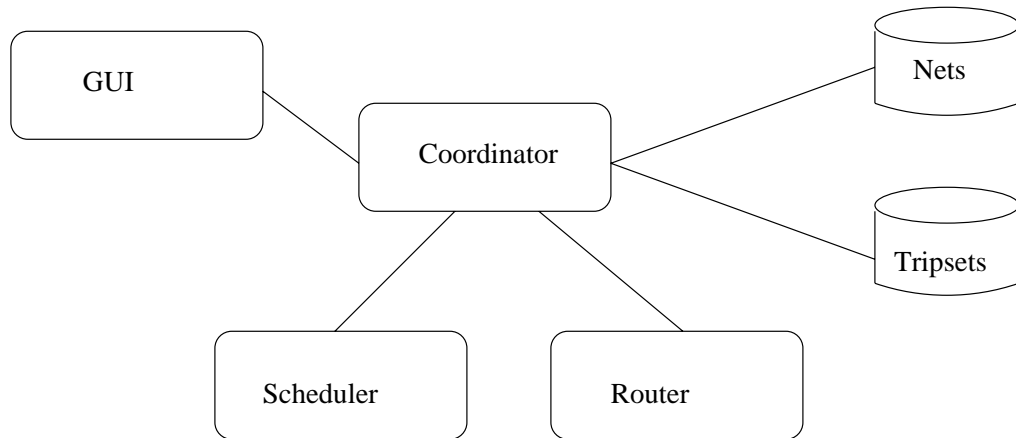 GUI
Nets
Coordinator
Tripsets
Scheduler
Router